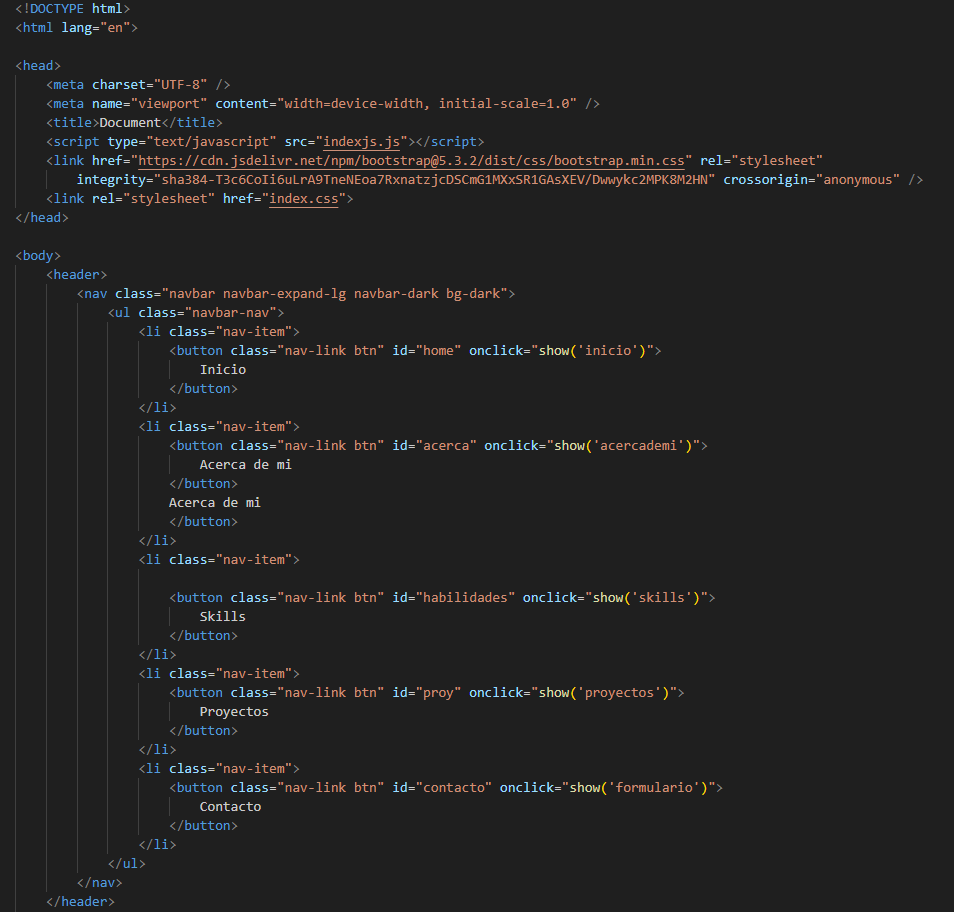 <!DOCTYPE html>
<html lang="en">
<head>
<meta charset="UTF-8" />
<meta name="viewport" content="width=device-width, initial-scale=1.0" />
<title>Document</title>
<script type="text/javascript" src="indexjs.js"></script>
<link href="https://cdn.jsdelivr.net/npm/bootstrap@5.3.2/dist/css/bootstrap.min.css" rel="stylesheet"
integrity="sha384-T3c6CoIi6uLrA9TneNEoa7RxnatzjcDSCmG1MXxSR1GAsXEV/Dwwykc2MPK8M2HN" crossorigin="anonymous" />
<link rel="stylesheet" href="index.css">
</head>
<body>
<header>
<nav class="navbar navbar-expand-lg navbar-dark bg-dark">
<ul class="navbar-nav">
<li class="nav-item">
<button class="nav-link btn" id="home" onclick="show('inicio')">
Inicio
</button>
</li>
<li class="nav-item">
<button class="nav-link btn" id="acerca" onclick="show('acercademi')">
Acerca de mi
</button>
Acerca de mi
</button>
</li>
<li class="nav-item">
<button class="nav-link btn" id="habilidades" onclick="show('skills')">
Skills
</button>
</li>
<li class="nav-item">
<button class="nav-link btn" id="proy" onclick="show('proyectos')">
Proyectos
</button>
</li>
<li class="nav-item">
<button class="nav-link btn" id="contacto" onclick="show('formulario')">
Contacto
</button>
</li>
</ul>
</nav>
</header>